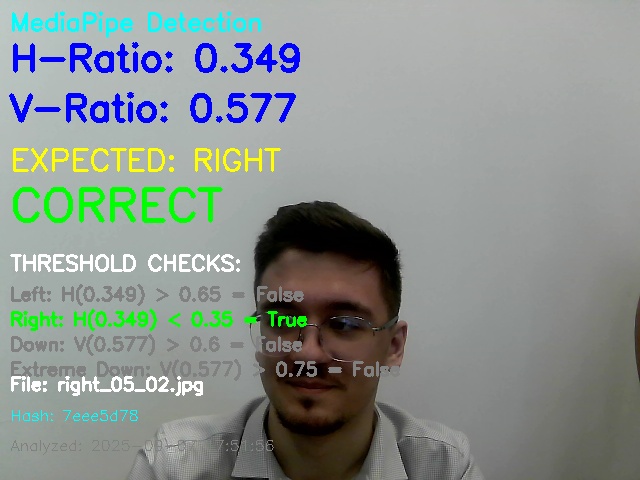 MediaPipe Detection
H-Ratio: 0.349
V-Ratio: 0.577
EXPECTED: RIGHT
CORRECT
THRESHOLD CHECKS:
Left: H(0.349) > 0.65 = False
Right: H(0.349) < 0.35 = True
Down: V(0.577) > 0.6 = False
Extreme Down: V(0.577) > 0.75 = False
File: right_05_02.jpg
Hash: 7eee5d78
Analyzed: